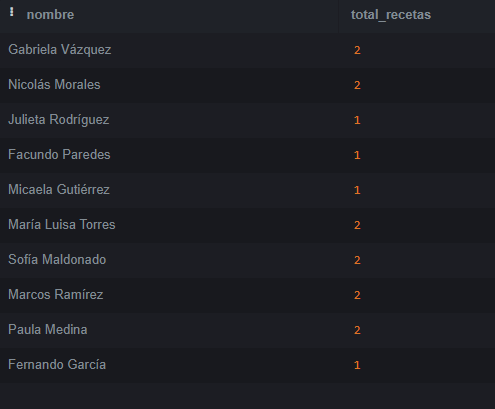 nombre total_recetas
Gabriela Vázquez 2
Nicolás Morales 2
Julieta Rodríguez 1
Facundo Paredes 1
Micaela Gutiérrez 1
María Luisa Torres 2
Sofía Maldonado 2
Marcos Ramírez 2
Paula Medina 2
Fernando García 1